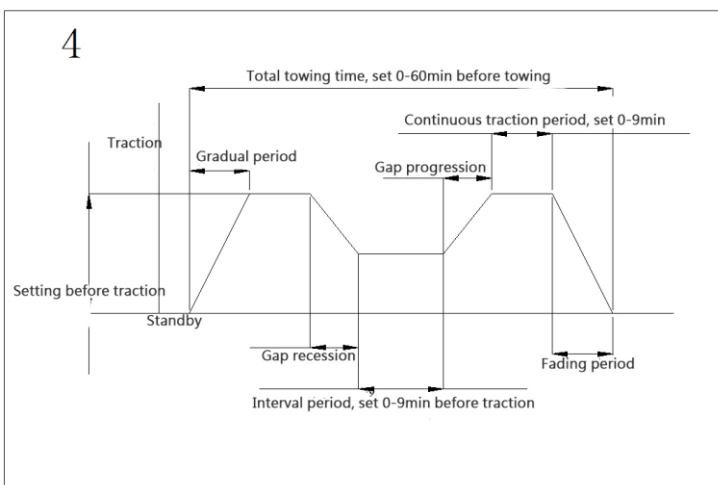 4
Total towing time, set 0-60min before towing
Continuous traction period, set 0-9min
Traction
Gradual period
Gap progression
Setting before traction
Standby
Gap recession
Fading period
Interval period, set 0-9min before traction